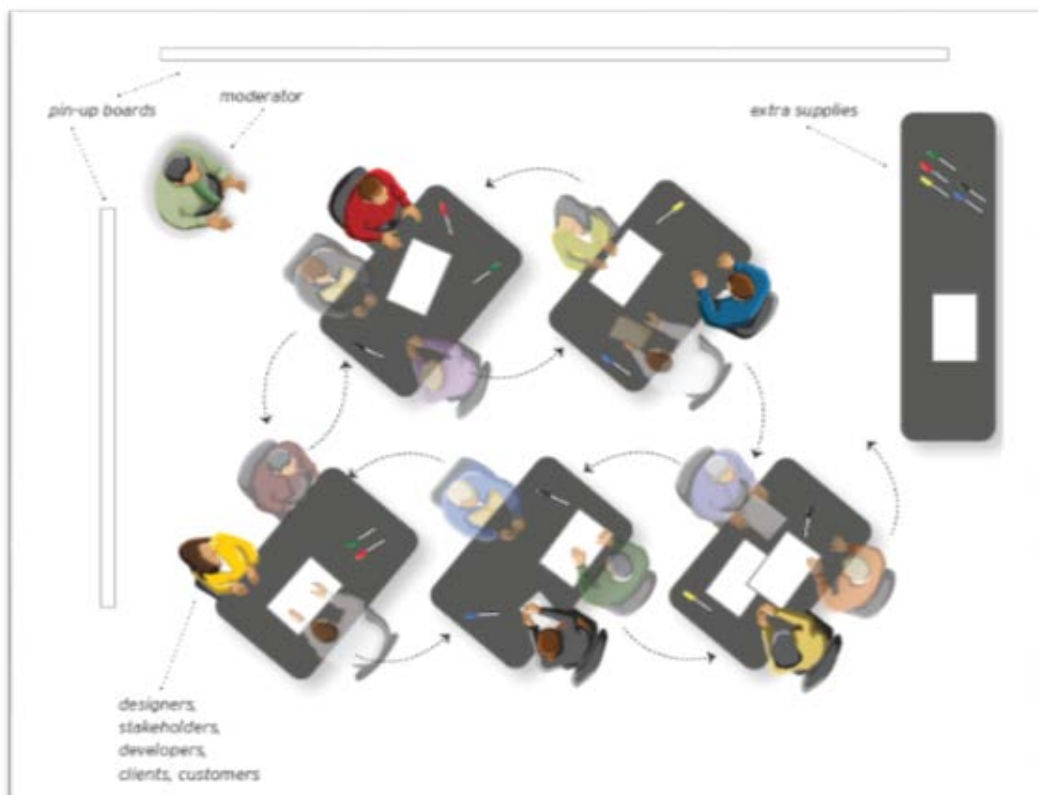 pin-up boards
moderator
extra supplies
designers,
stakeholders,
developers,
clients, customers